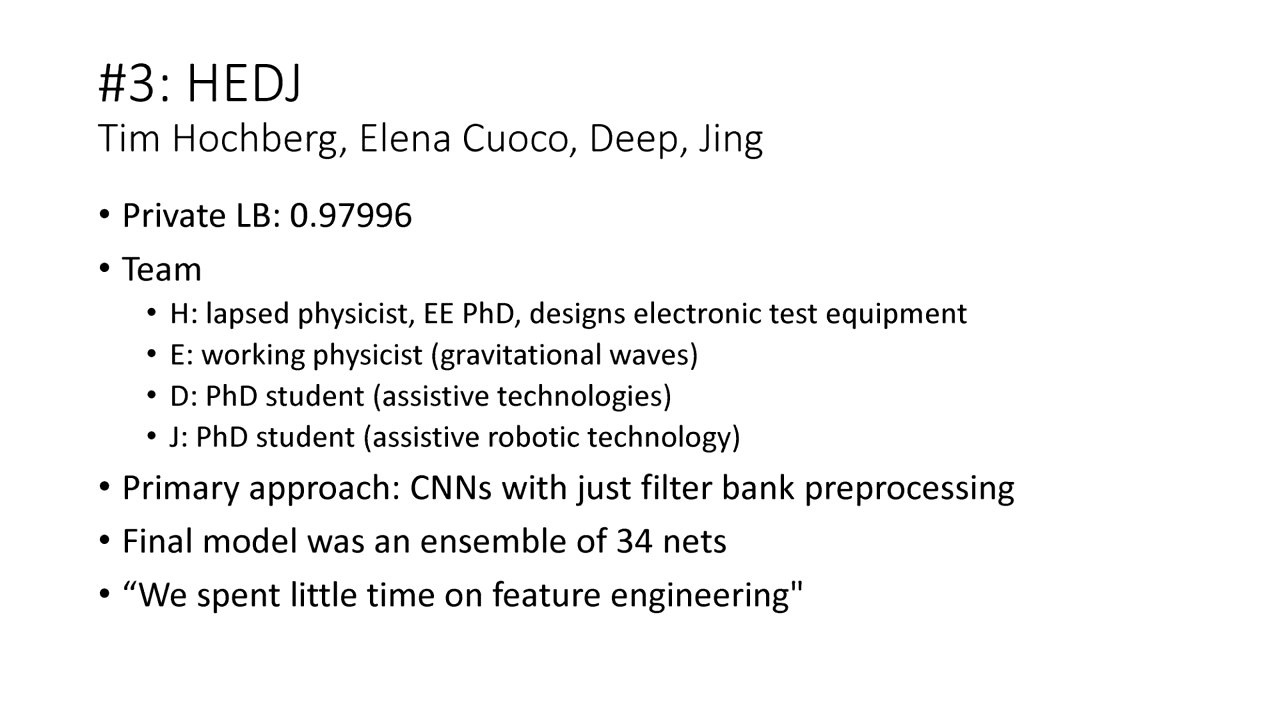 #3: HEDJ
Tim Hochberg, Elena Cuoco, Deep, Jing
• Private LB: 0.97996
• Team
• H: lapsed physicist, EE PhD, designs electronic test equipment
• E: working physicist (gravitational waves)
• D: PhD student (assistive technologies)
• J: PhD student (assistive robotic technology)
• Primary approach: CNNs with just filter bank preprocessing
• Final model was an ensemble of 34 nets
• “We spent little time on feature engineering"